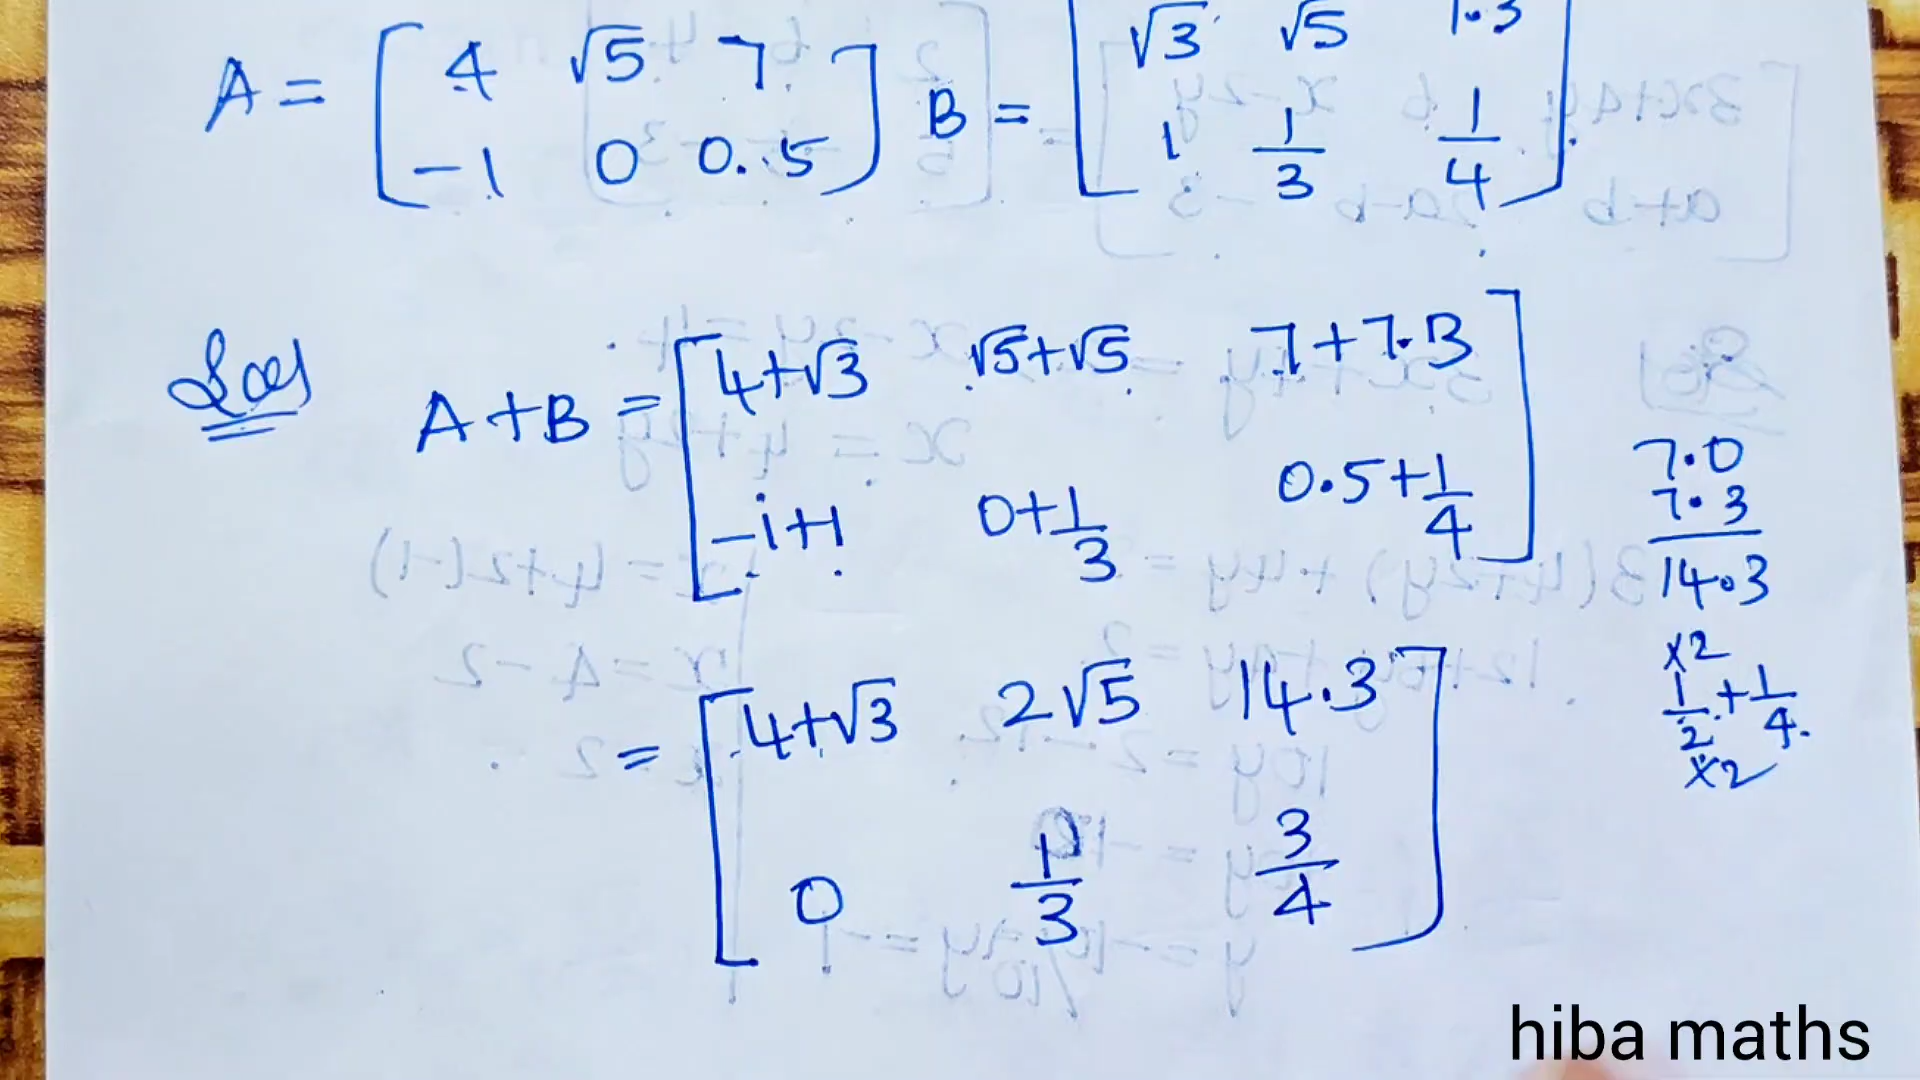 A = [ 4 √5 7 B = [ √3 √5 7.3
-1 0 0.5 ] 1 1/3 1/4 ]
Sol
A+B = [ 4+√3 √5+√5 7+7.3
-1+1 0+1/3 0.5+1/4 ]
= [ 4+√3 2√5 14.3
0 1/3 3/4 ]
7.0
7.3
14.3
×2
1/2 + 1/4
×2
hiba maths